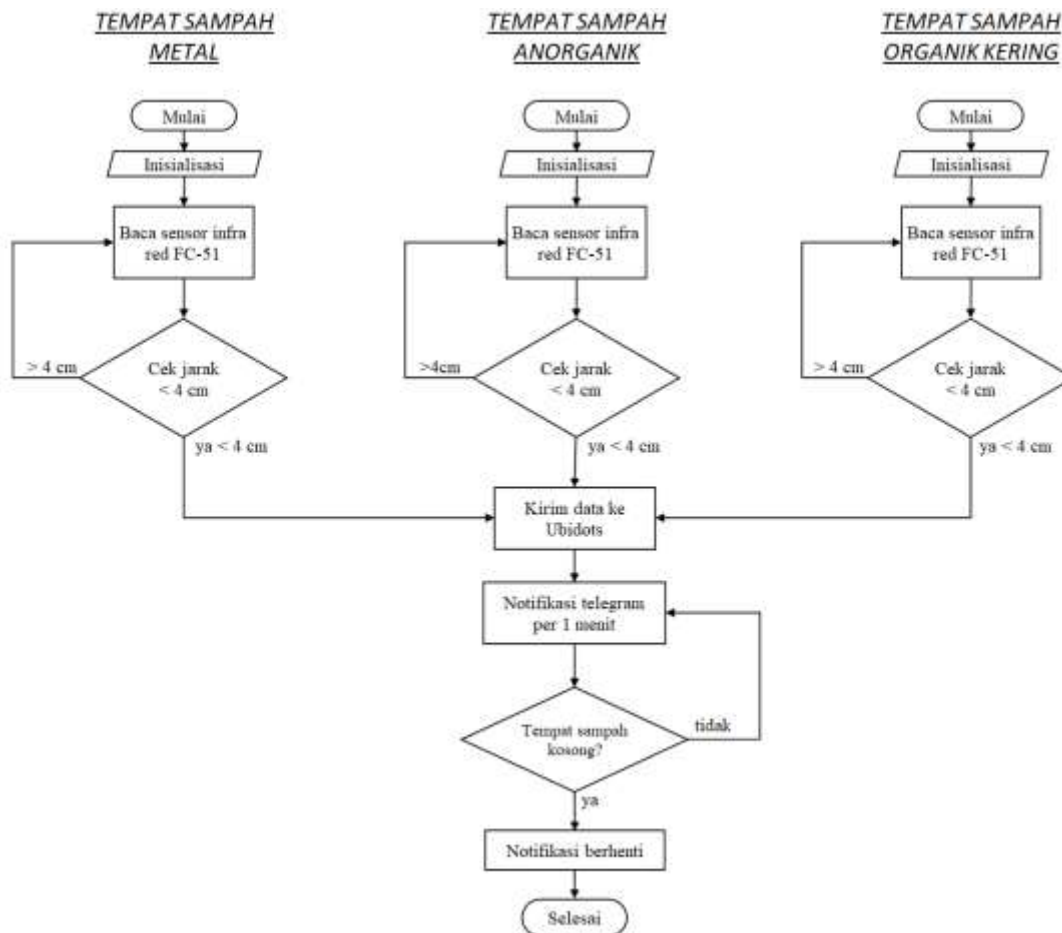 TEMPAT SAMPAH
METAL
TEMPAT SAMPAH
ANORGANIK
TEMPAT SAMPAH
ORGANIK KERING
Mulai
Mulai
Mulai
Inisialisasi
Inisialisasi
Inisialisasi
Baca sensor infra
red FC-51
Baca sensor infra
red FC-51
Baca sensor infra
red FC-51
> 4 cm
Cek jarak
< 4 cm
>4cm
Cek jarak
< 4 cm
> 4 cm
Cek jarak
< 4 cm
ya < 4 cm
ya < 4 cm
ya < 4 cm
Kirim data ke
Ubidots
Notifikasi telegram
per 1 menit
Tempat sampah
kosong?
tidak
ya
Notifikasi berhenti
Selesai